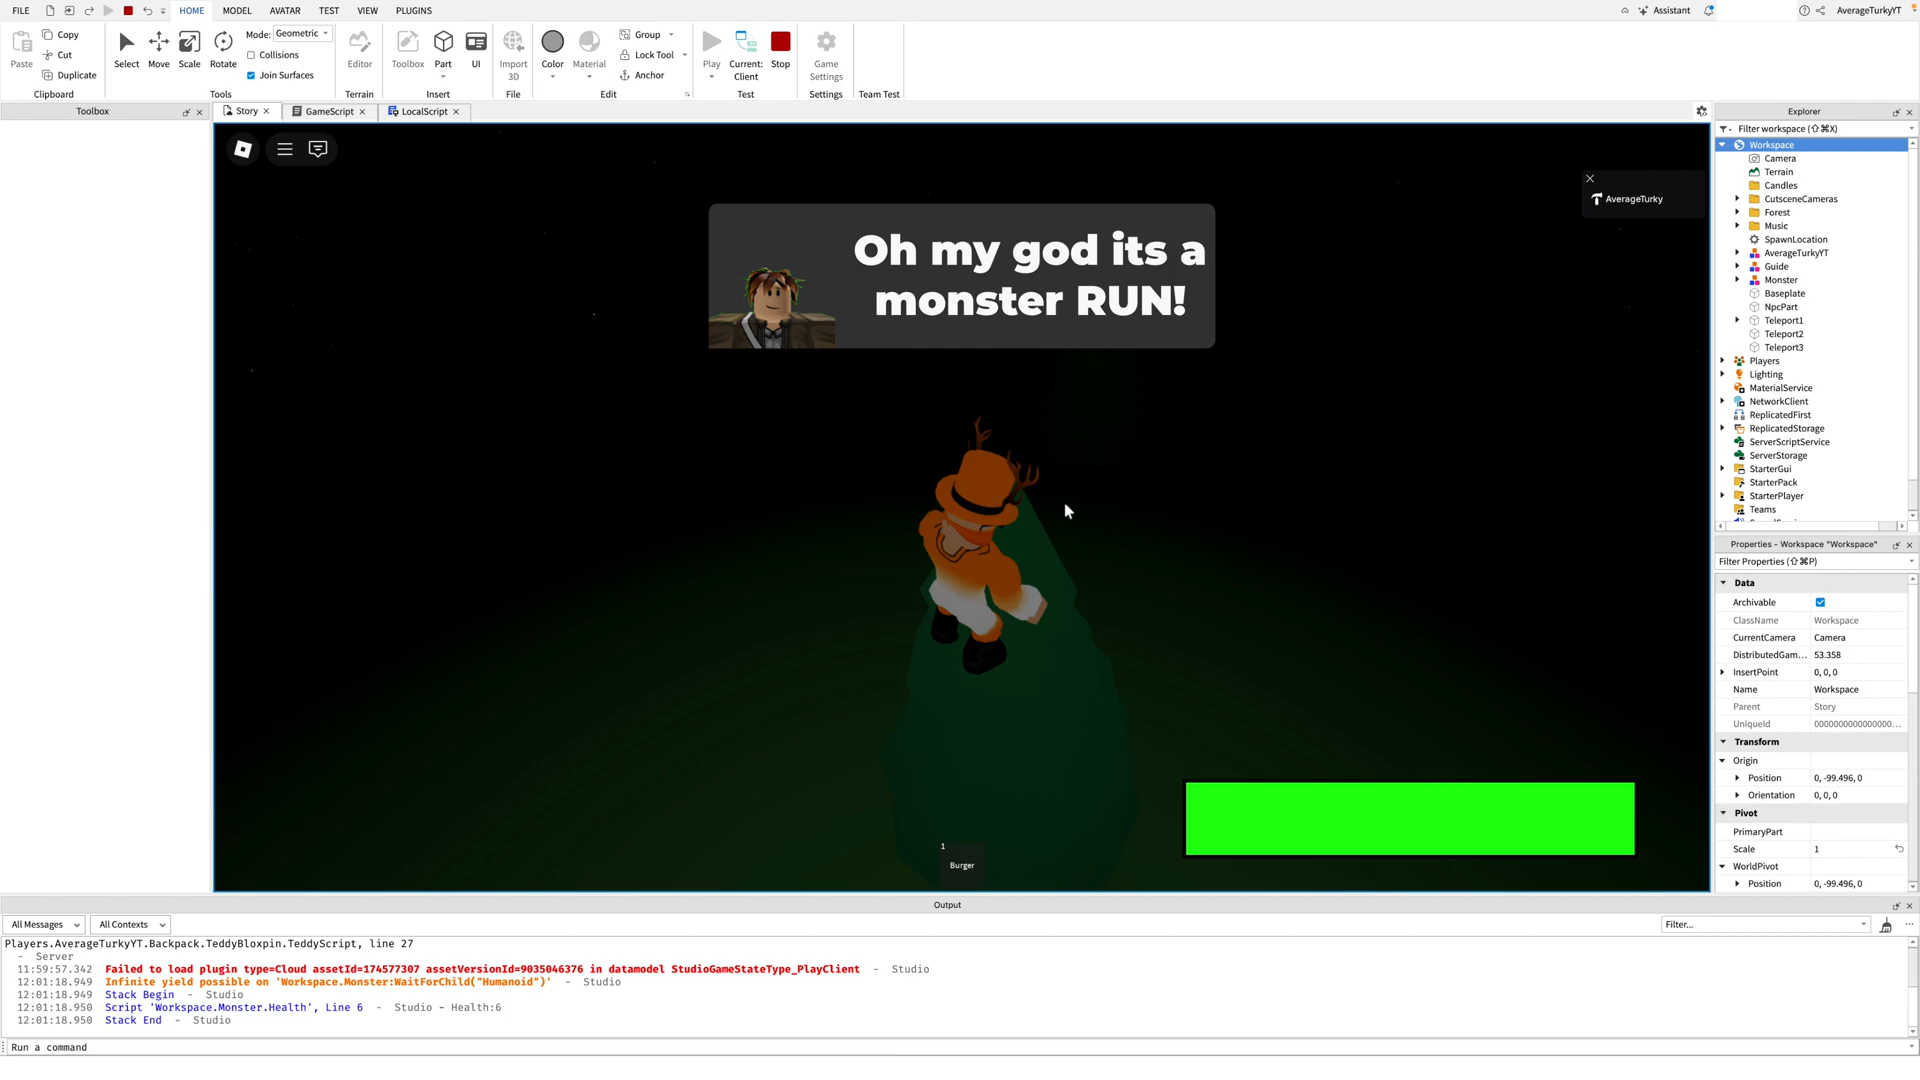 FILE
MODEL
AVATAR
TEST
VIEW
PLUGINS
HOME
Assistant
AverageTurkyYT
Paste
Copy
Cut
Duplicate
Clipboard
Select
Move
Scale
Rotate
Mode: Geometric
Collisions
Join Surfaces
Tools
Editor
Terrain
Toolbox
Part
UI
Insert
Import
3D
File
Color
Material
Group
Lock Tool
Anchor
Edit
Play
Current:
Client
Stop
Test
Game
Settings
Settings
Team Test
Toolbox
Story
GameScript
LocalScript
Oh my god its a
monster RUN!
AverageTurky
1
Burger
Explorer
Filter workspace (⇧⌘X)
Workspace
Camera
Terrain
Candles
CutsceneCameras
Forest
Music
SpawnLocation
AverageTurkyYT
Guide
Monster
Baseplate
NpcPart
Teleport1
Teleport2
Teleport3
Players
Lighting
MaterialService
NetworkClient
ReplicatedFirst
ReplicatedStorage
ServerScriptService
ServerStorage
StarterGui
StarterPack
StarterPlayer
Teams
Properties - Workspace "Workspace"
Filter Properties (⇧⌘P)
Data
Archivable
ClassName Workspace
CurrentCamera Camera
DistributedGam... 53.358
InsertPoint 0, 0, 0
Name Workspace
Parent Story
UniqueId 0000000000000000...
Transform
Origin
Position 0, -99.496, 0
Orientation 0, 0, 0
Pivot
PrimaryPart
Scale 1
WorldPivot
Position 0, -99.496, 0
Output
All Messages
All Contexts
Filter...
Players.AverageTurkyYT.Backpack.TeddyBloxpin.TeddyScript, line 27
- Server
11:59:57.342 Failed to load plugin type=Cloud assetId=174577307 assetVersionId=9035046376 in datamodel StudioGameStateType_PlayClient - Studio
12:01:18.949 Infinite yield possible on 'Workspace.Monster:WaitForChild("Humanoid")' - Studio
12:01:18.949 Stack Begin - Studio
12:01:18.950 Script 'Workspace.Monster.Health', Line 6 - Studio - Health:6
12:01:18.950 Stack End - Studio
Run a command